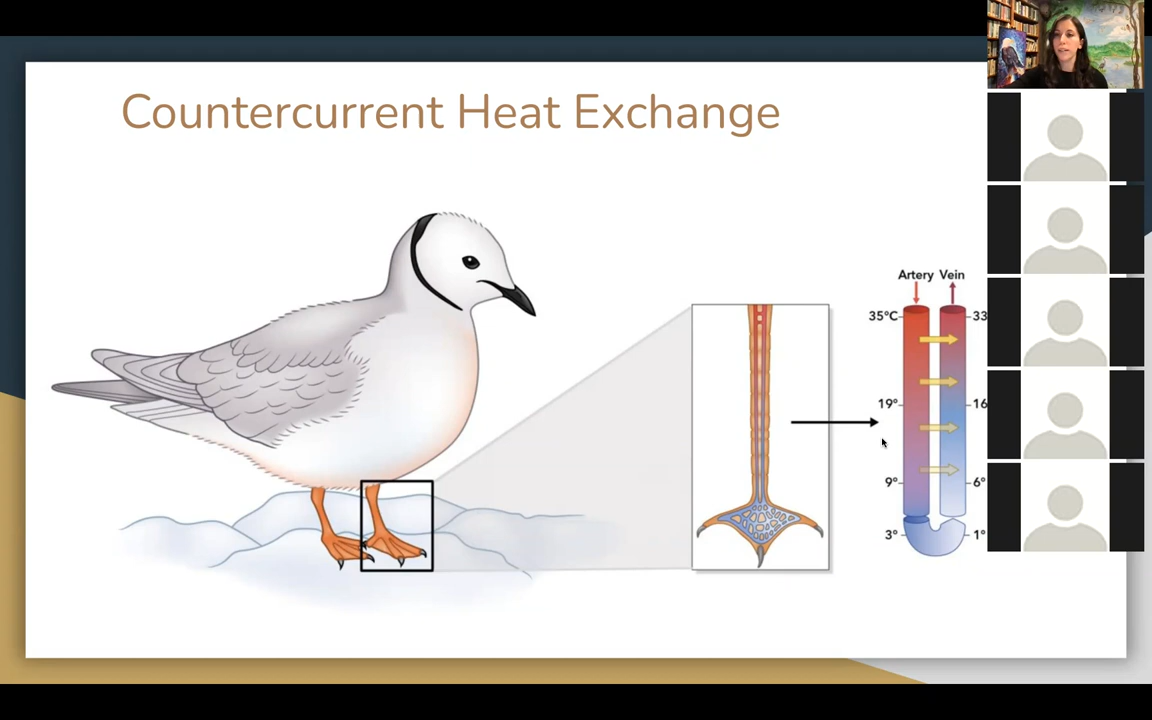 Countercurrent Heat Exchange
Artery Vein
35°C 33
19° 16
9° 6°
3° 1°